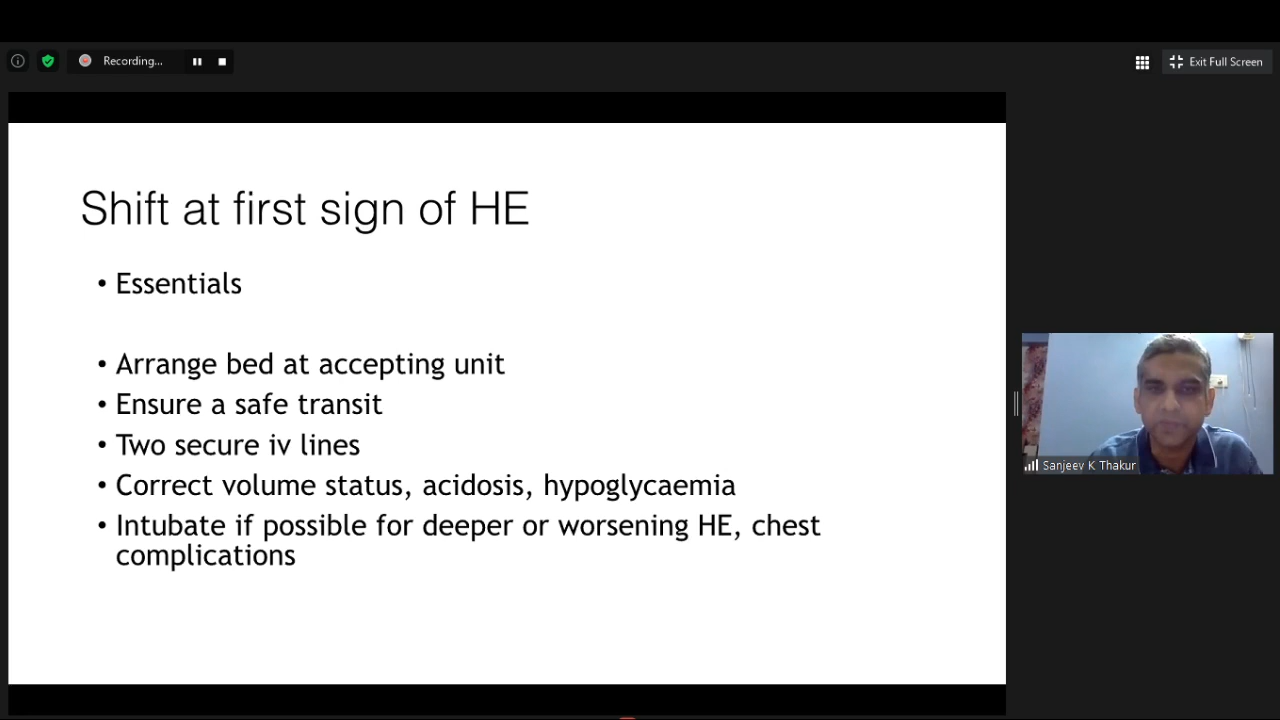 Recording...
Exit Full Screen
Shift at first sign of HE
• Essentials
• Arrange bed at accepting unit
• Ensure a safe transit
• Two secure iv lines
• Correct volume status, acidosis, hypoglycaemia
• Intubate if possible for deeper or worsening HE, chest
complications
Sanjeev K Thakur